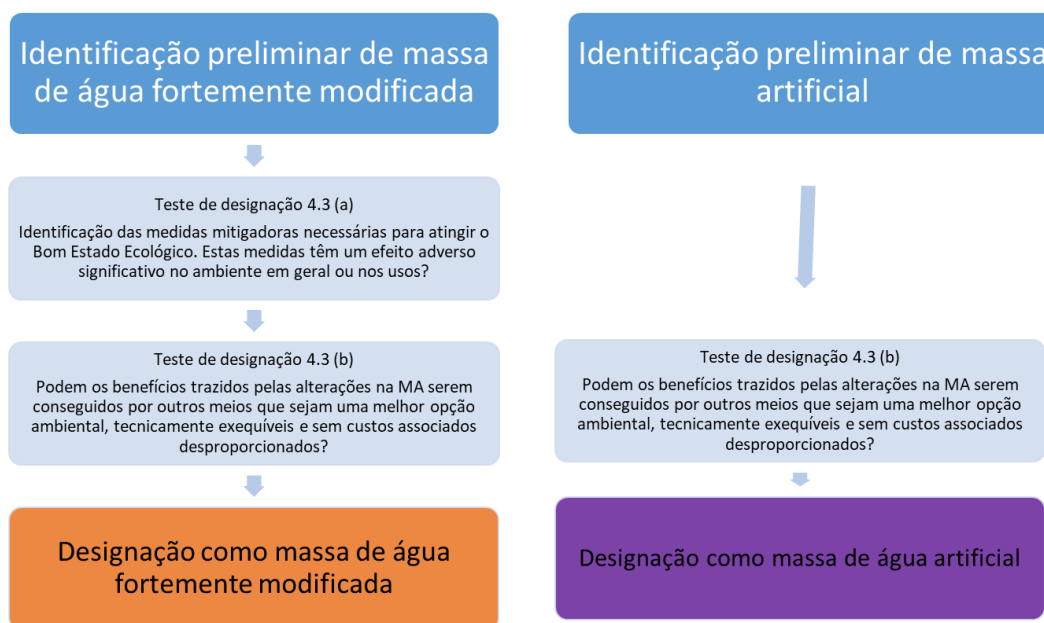 Identificação preliminar de massa
de água fortemente modificada
Teste de designação 4.3 (a)
Identificação das medidas mitigadoras necessárias para atingir o
Bom Estado Ecológico. Estas medidas têm um efeito adverso
significativo no ambiente em geral ou nos usos?
Teste de designação 4.3 (b)
Podem os benefícios trazidos pelas alterações na MA serem
conseguidos por outros meios que sejam uma melhor opção
ambiental, tecnicamente exequíveis e sem custos associados
desproporcionados?
Designação como massa de água
fortemente modificada
Identificação preliminar de massa
artificial
Teste de designação 4.3 (b)
Podem os benefícios trazidos pelas alterações na MA serem
conseguidos por outros meios que sejam uma melhor opção
ambiental, tecnicamente exequíveis e sem custos associados
desproporcionados?
Designação como massa de água artificial